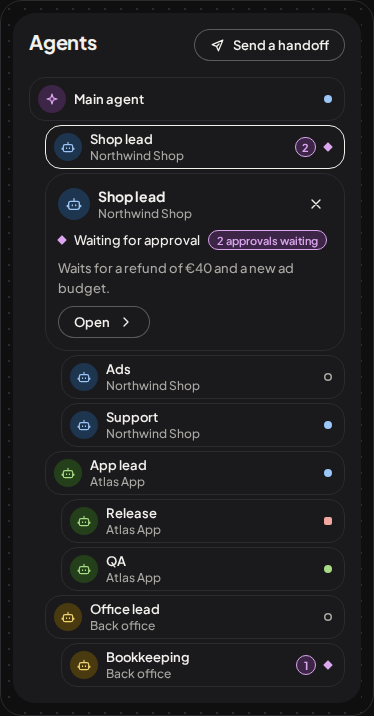 Agents
Send a handoff
Main agent
Shop lead
Northwind Shop
2
Shop lead
Northwind Shop
Waiting for approval
2 approvals waiting
Waits for a refund of €40 and a new ad
budget.
Open
Ads
Northwind Shop
Support
Northwind Shop
App lead
Atlas App
Release
Atlas App
QA
Atlas App
Office lead
Back office
Bookkeeping
Back office
1